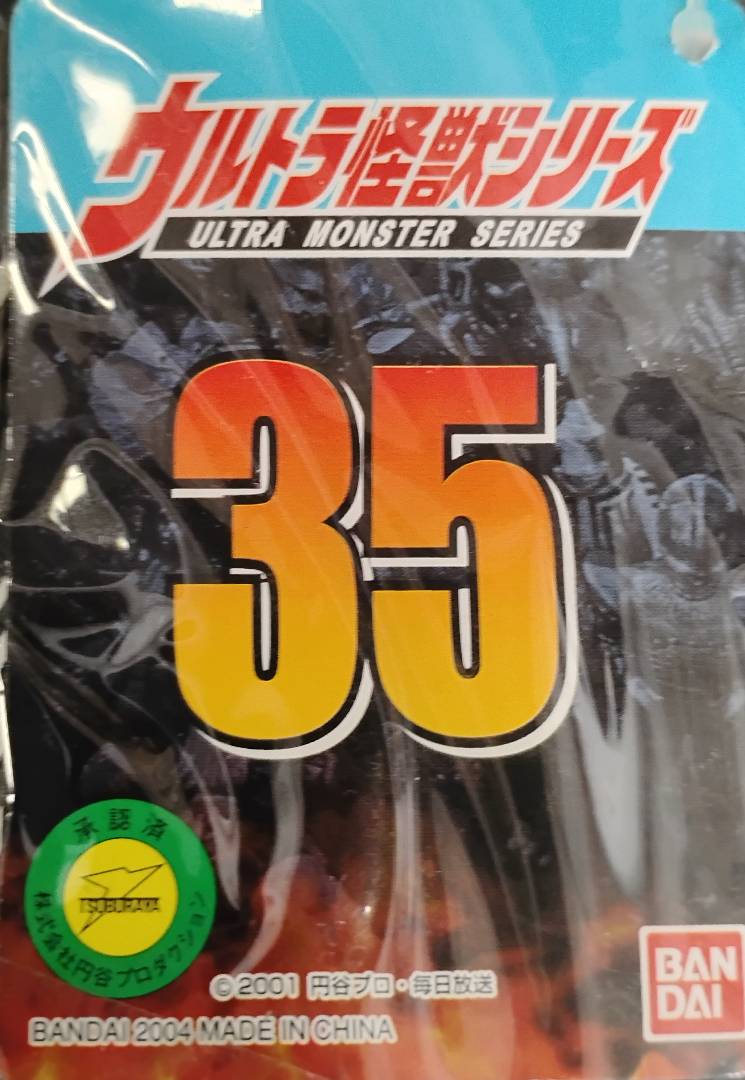 ウルトラ怪獣シリーズ
ULTRA MONSTER SERIES
35
承認済
TSUBURAYA
株式会社円谷プロダクション
©2001 円谷プロ・毎日放送
BANDAI 2004 MADE IN CHINA
BAN
DAI